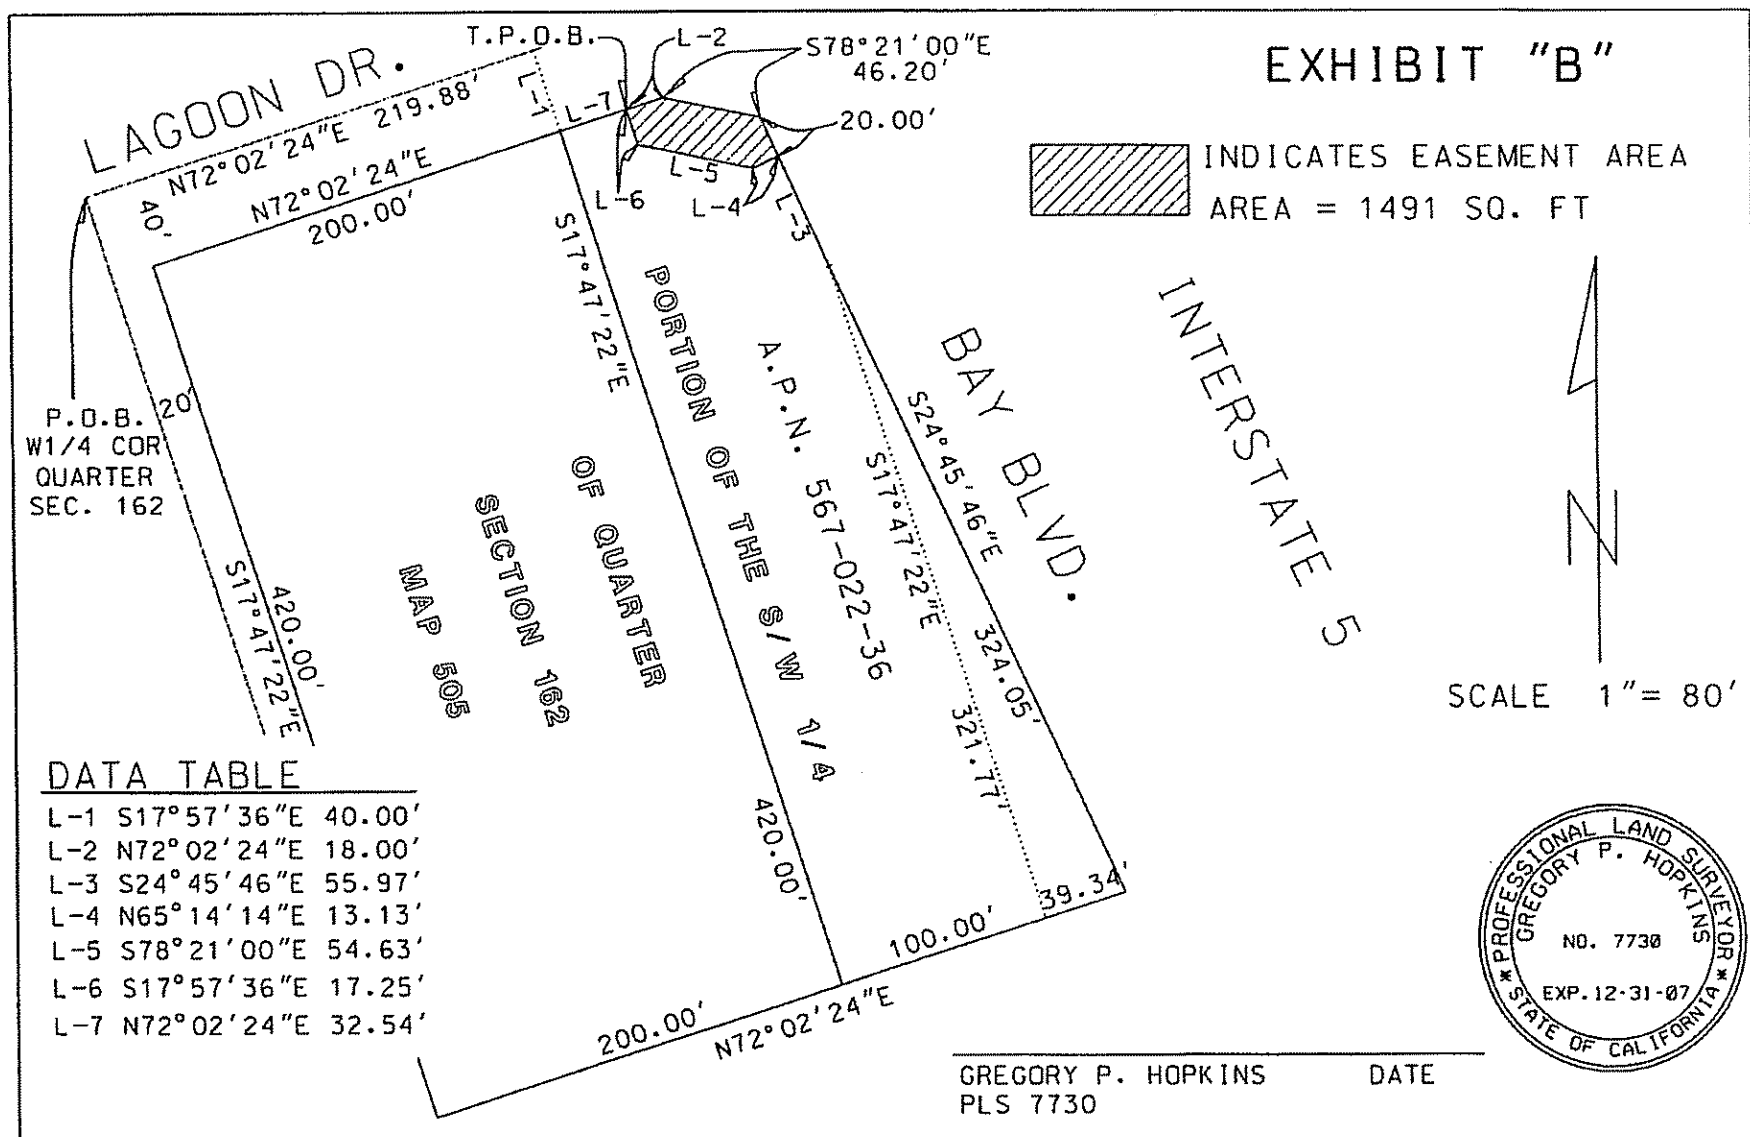 EXHIBIT "B"
T.P.O.B.
L-2
S78°21'00"E
46.20'
LAGOON DR.
N72°02'24"E 219.88'
L-1
L-7
20.00'
N72°02'24"E
200.00'
40'
L-6
L-5
L-4
L-3
INDICATES EASEMENT AREA
AREA = 1491 SQ. FT
P.O.B.
W1/4 COR
QUARTER
SEC. 162
20'
S17°47'22"E
420.00'
S17°47'22"E
420.00'
PORTION OF THE S/W 1/4
OF QUARTER
SECTION 162
MAP 505
A.P.N. 567-022-36
S17°47'22"E
321.77'
S24°45'46"E
324.05'
BAY BLVD.
INTERSTATE 5
N
SCALE 1"= 80'
39.34'
100.00'
200.00'
N72°02'24"E
DATA TABLE
L-1 S17°57'36"E 40.00'
L-2 N72°02'24"E 18.00'
L-3 S24°45'46"E 55.97'
L-4 N65°14'14"E 13.13'
L-5 S78°21'00"E 54.63'
L-6 S17°57'36"E 17.25'
L-7 N72°02'24"E 32.54'
PROFESSIONAL LAND SURVEYOR
GREGORY P. HOPKINS
NO. 7730
EXP. 12-31-07
* STATE OF CALIFORNIA *
GREGORY P. HOPKINS DATE
PLS 7730